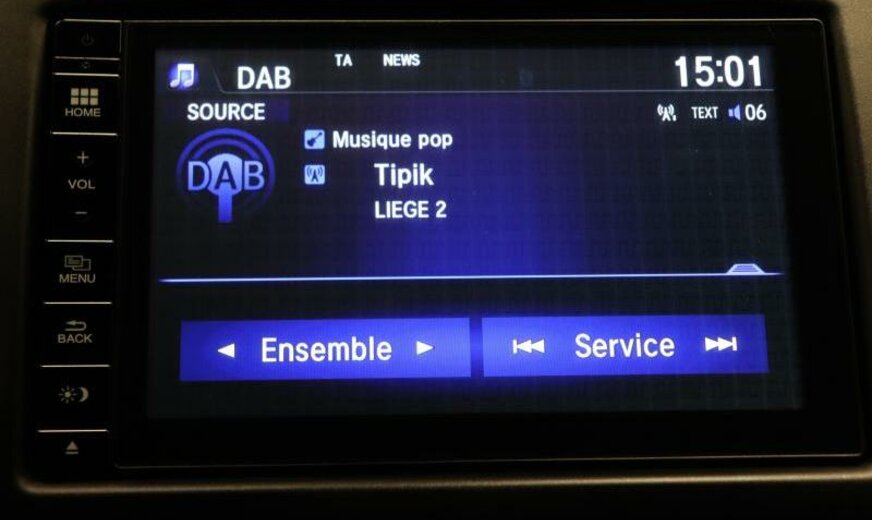 DAB TA NEWS 15:01
SOURCE TEXT 06
HOME
Musique pop
DAB
Tipik
VOL
LIEGE 2
MENU
BACK
Ensemble Service